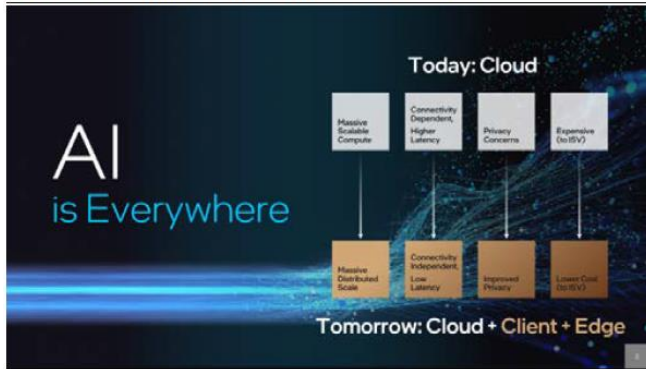 Today: Cloud
AI
is Everywhere
Massive
Scalable
Compute
Connectivity
Dependent,
Higher
Latency
Privacy
Concerns
Expensive
(to ISV)
Massive
Distributed
Scale
Connectivity
Independent,
Low
Latency
Improved
Privacy
Lower Cost
(to ISV)
Tomorrow: Cloud + Client + Edge